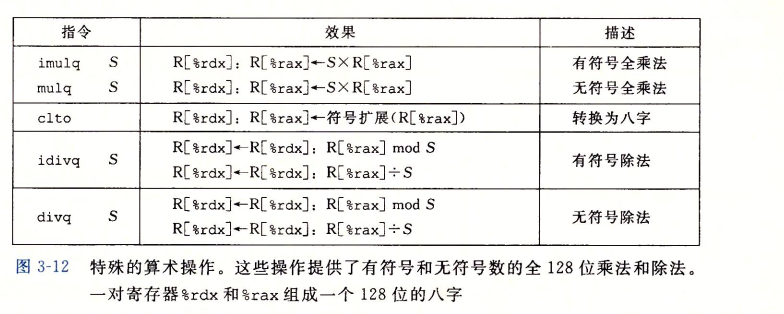 指令 效果 描述
imulq S R[%rdx]：R[%rax]←S×R[%rax] 有符号全乘法
mulq S R[%rdx]：R[%rax]←S×R[%rax] 无符号全乘法
clto R[%rdx]：R[%rax]←符号扩展(R[%rax]) 转换为八字
idivq S R[%rdx]←R[%rdx]：R[%rax] mod S 有符号除法
R[%rdx]←R[%rdx]：R[%rax]÷S
divq S R[%rdx]←R[%rdx]：R[%rax] mod S 无符号除法
R[%rdx]←R[%rdx]：R[%rax]÷S
图 3-12 特殊的算术操作。这些操作提供了有符号和无符号数的全 128 位乘法和除法。
一对寄存器%rdx 和%rax 组成一个 128 位的八字